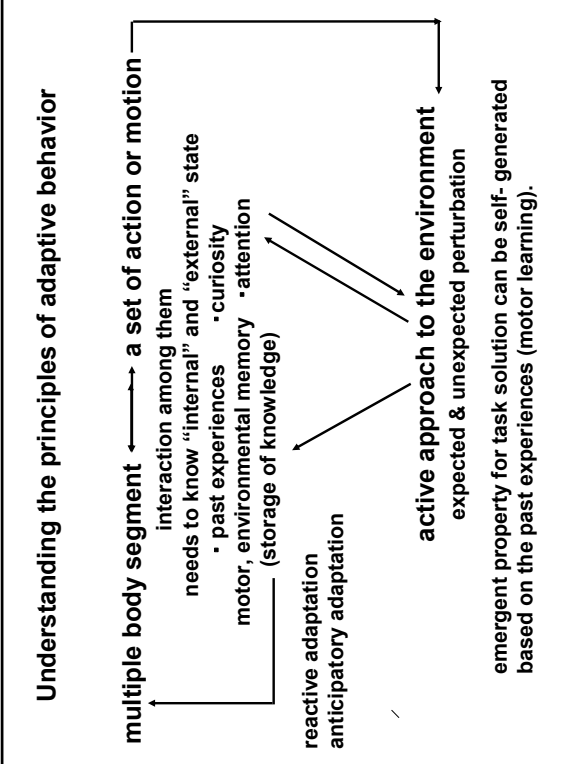 Understanding the principles of adaptive behavior
multiple body segment a set of action or motion
interaction among them
needs to know “internal” and “external” state
・past experiences ・curiosity
motor, environmental memory ・attention
(storage of knowledge)
reactive adaptation
anticipatory adaptation
active approach to the environment
expected & unexpected perturbation
emergent property for task solution can be self- generated
based on the past experiences (motor learning).